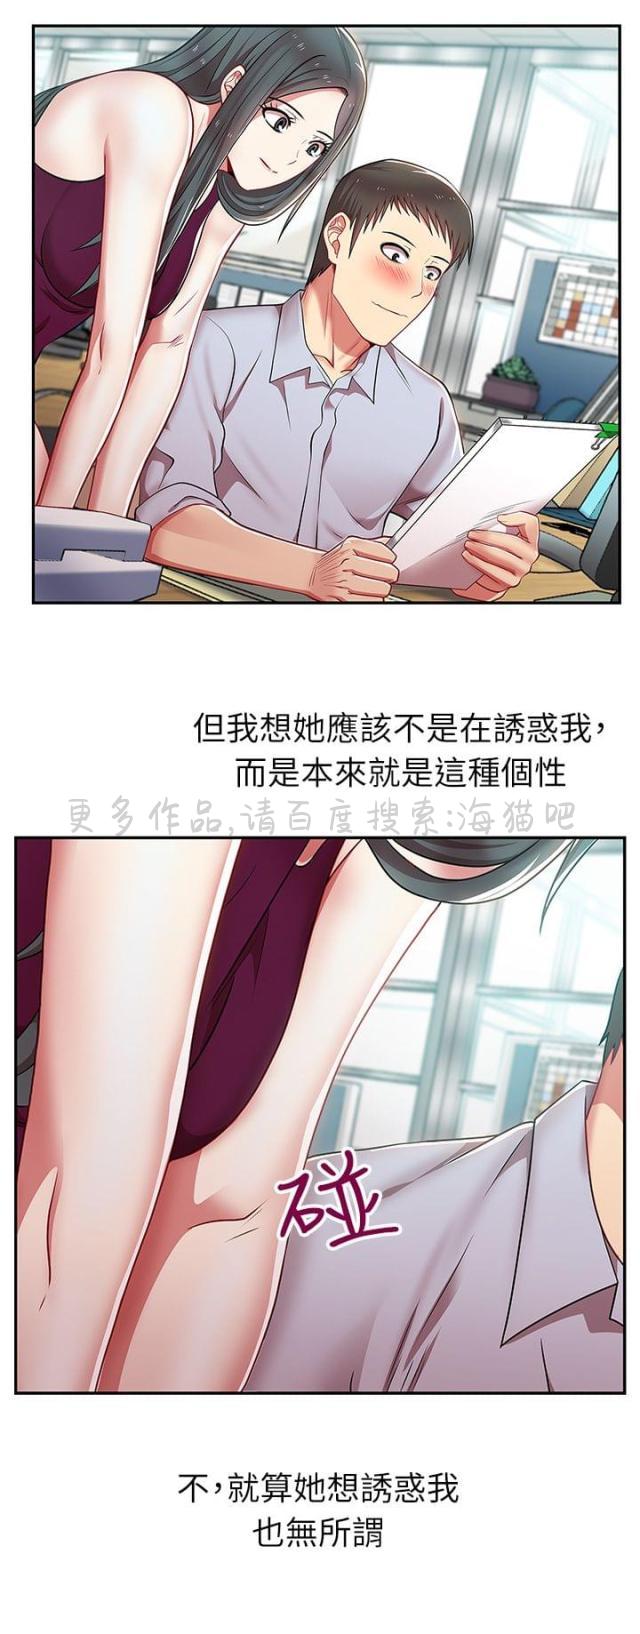 但我想她應該不是在誘惑我，
而是本來就是這種個性
更多作品,请百度搜索:海猫吧
碰
不，就算她想誘惑我
也無所謂